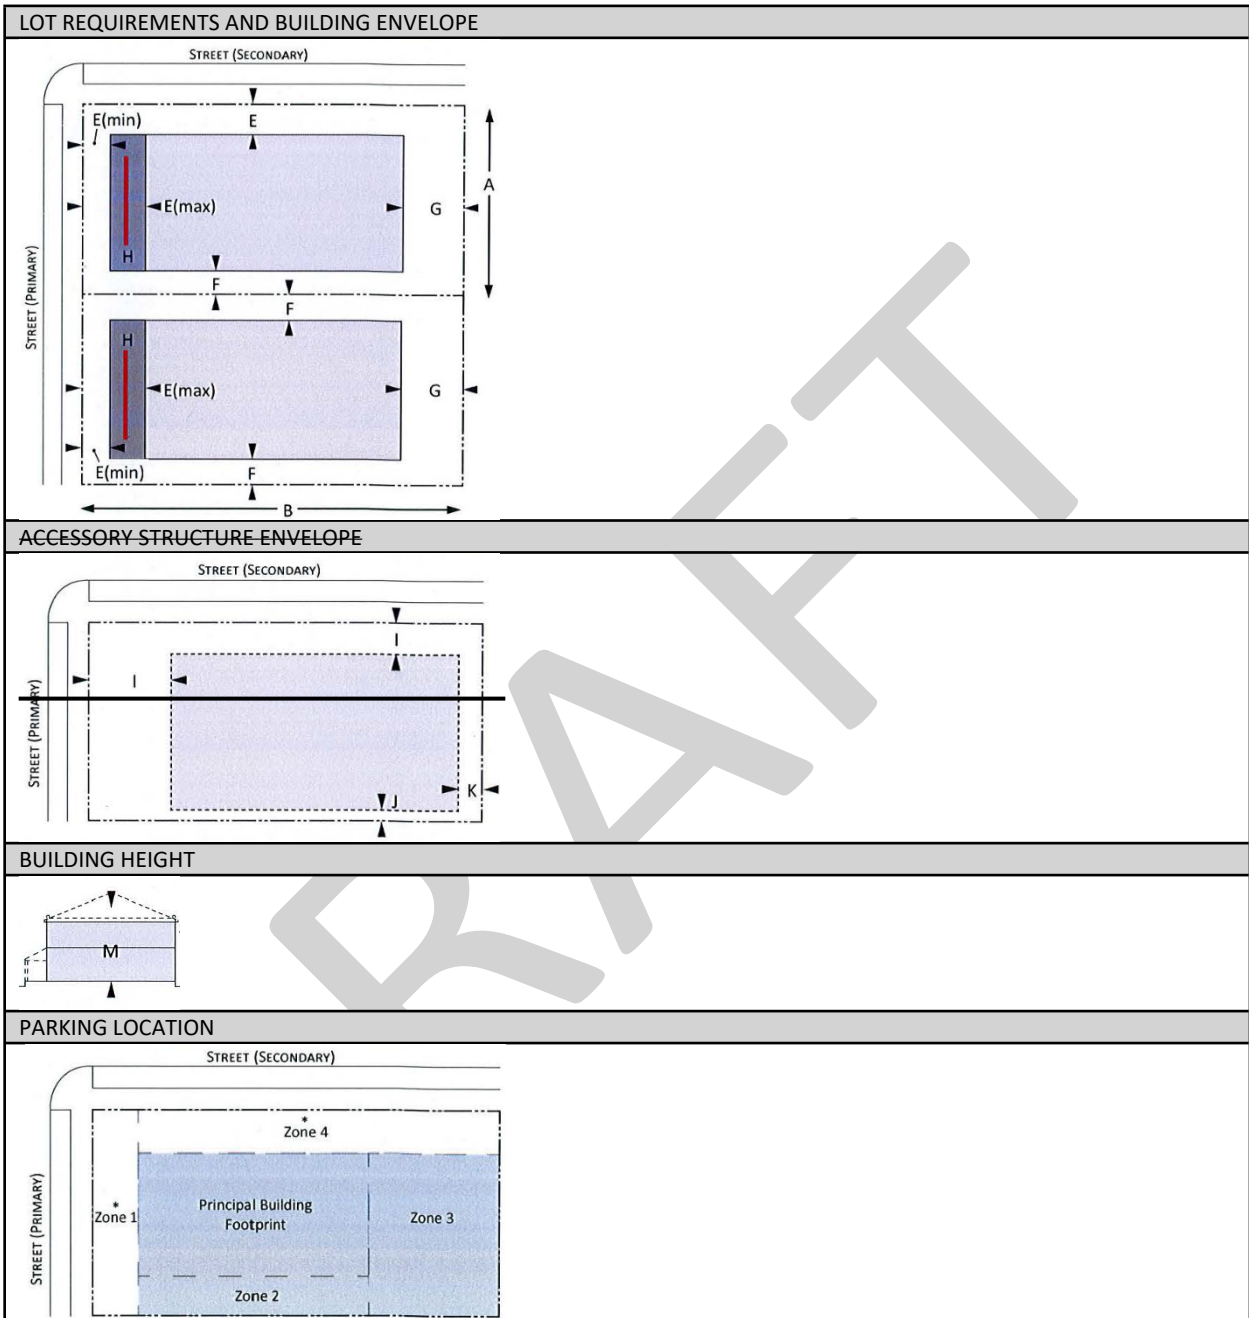 LOT REQUIREMENTS AND BUILDING ENVELOPE
STREET (SECONDARY)
E(min)
E
A
E(max)
G
H
F
STREET (PRIMARY)
F
H
E(max)
G
E(min)
F
B
ACCESSORY STRUCTURE ENVELOPE
STREET (SECONDARY)
I
I
STREET (PRIMARY)
K
J
BUILDING HEIGHT
M
PARKING LOCATION
STREET (SECONDARY)
*
Zone 4
STREET (PRIMARY)
*
Zone 1
Principal Building
Footprint
Zone 3
Zone 2
DRAFT